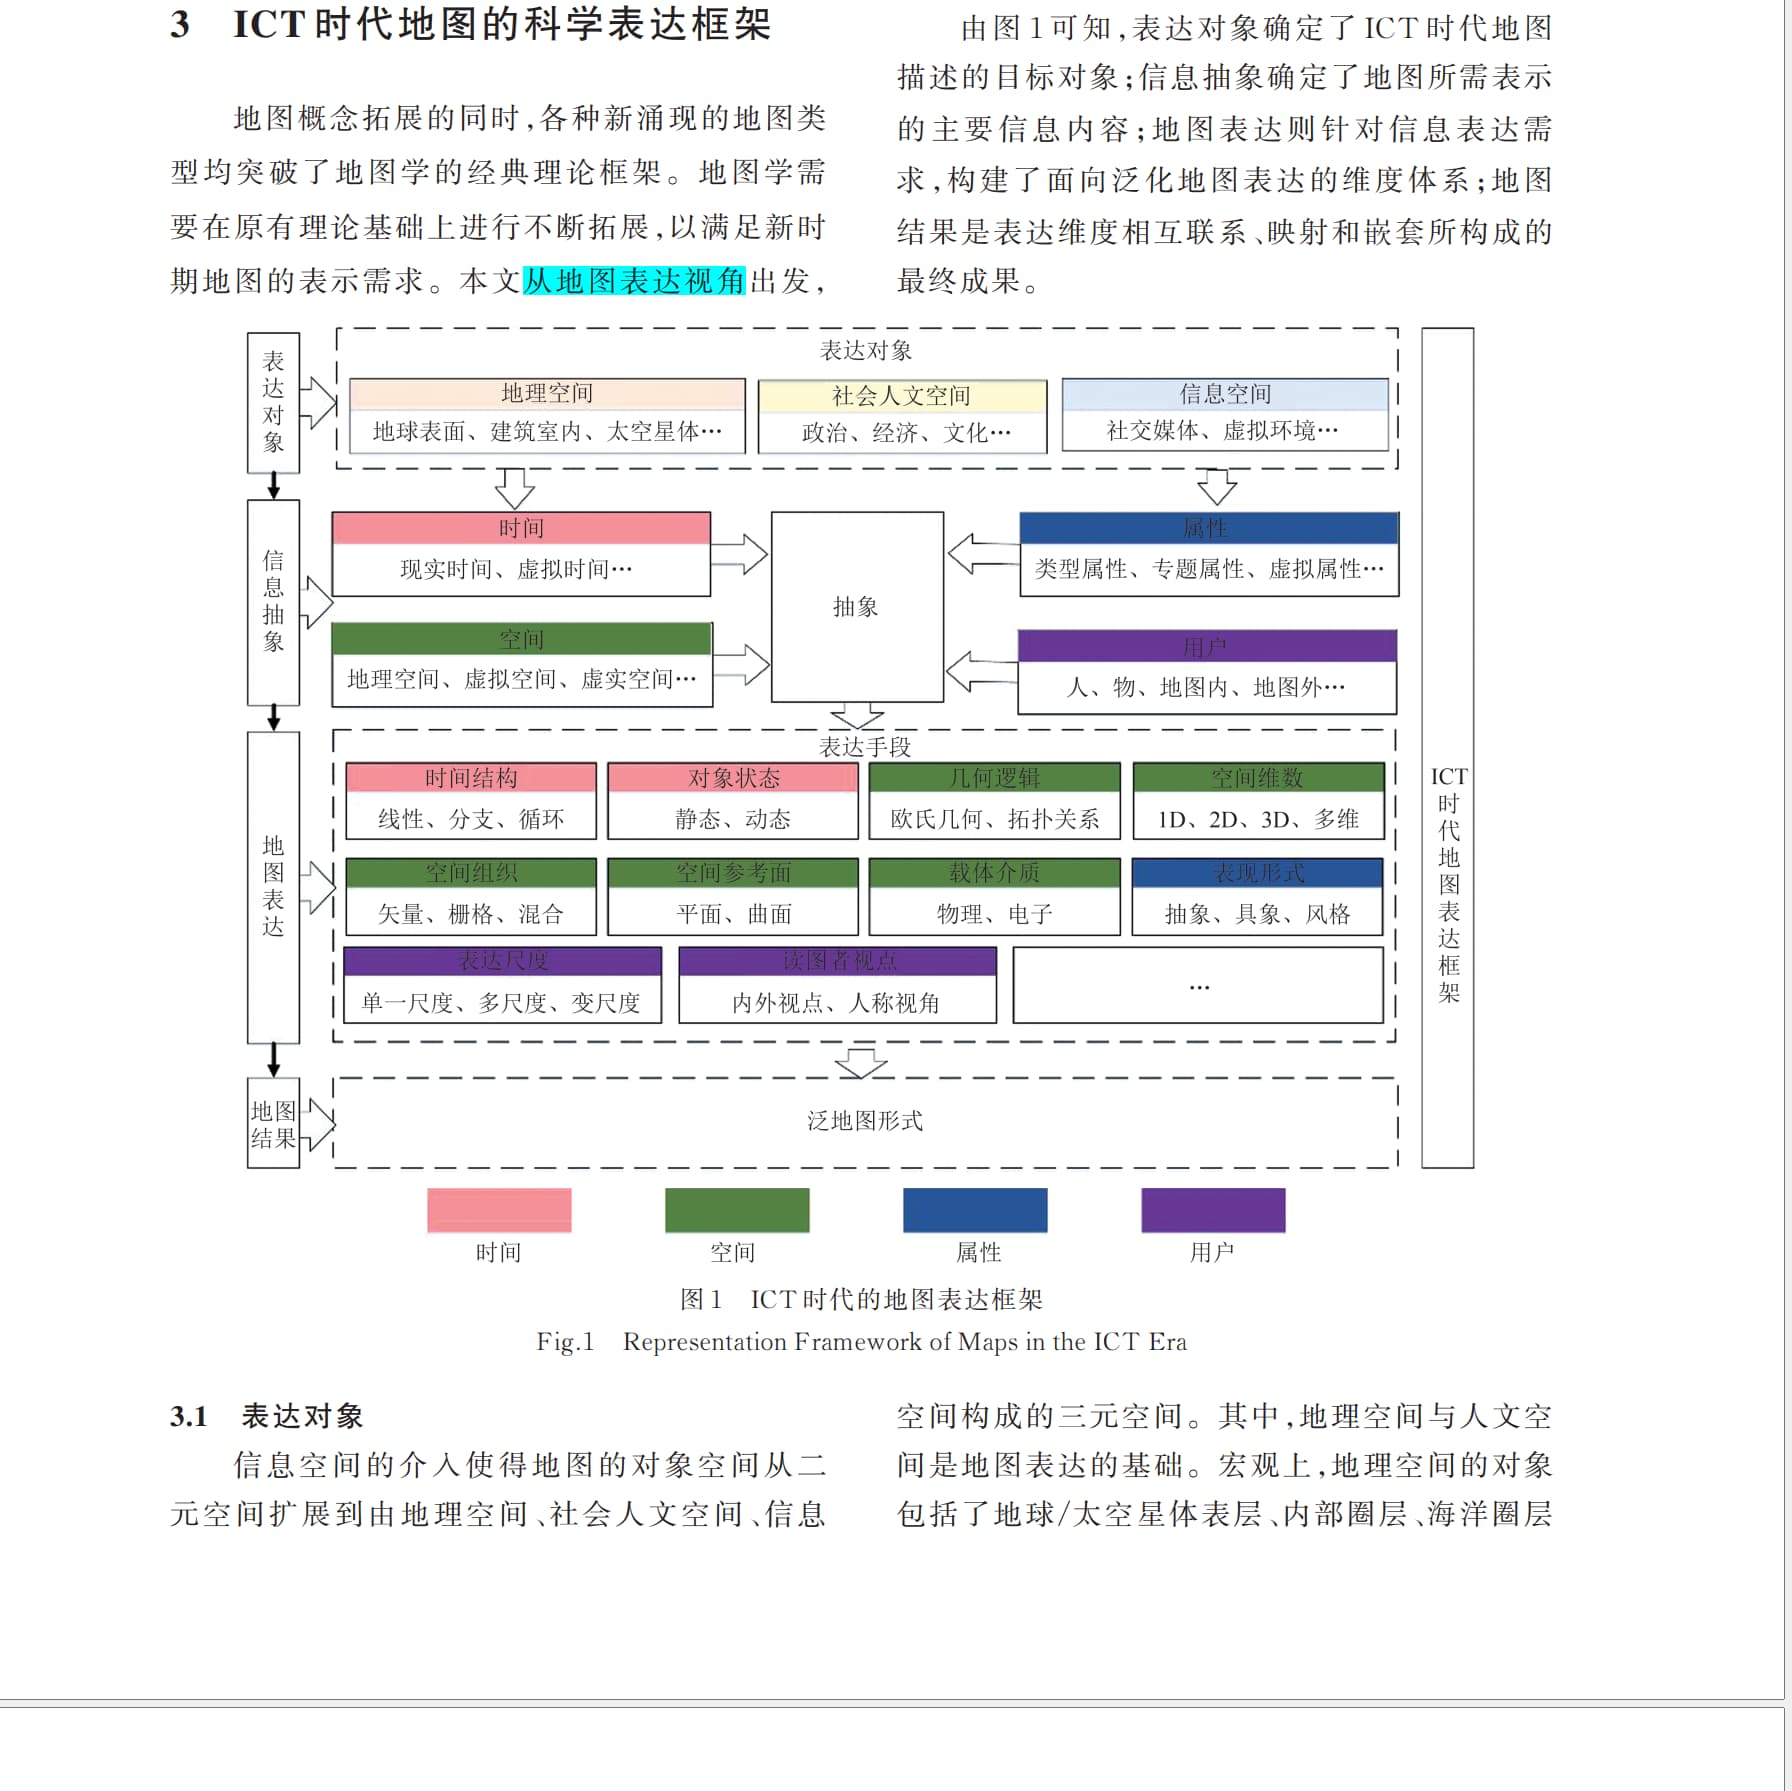 3 ICT时代地图的科学表达框架
地图概念拓展的同时,各种新涌现的地图类
型均突破了地图学的经典理论框架。地图学需
要在原有理论基础上进行不断拓展,以满足新时
期地图的表示需求。本文从地图表达视角出发,
由图1可知,表达对象确定了ICT时代地图
描述的目标对象;信息抽象确定了地图所需表示
的主要信息内容;地图表达则针对信息表达需
求,构建了面向泛化地图表达的维度体系;地图
结果是表达维度相互联系、映射和嵌套所构成的
最终成果。
表达对象
表达对象
地理空间
地球表面、建筑室内、太空星体…
社会人文空间
政治、经济、文化…
信息空间
社交媒体、虚拟环境…
信息抽象
时间
现实时间、虚拟时间…
空间
地理空间、虚拟空间、虚实空间…
抽象
属性
类型属性、专题属性、虚拟属性…
用户
人、物、地图内、地图外…
地图表达
表达手段
时间结构
线性、分支、循环
对象状态
静态、动态
几何逻辑
欧氏几何、拓扑关系
空间维数
1D、2D、3D、多维
空间组织
矢量、栅格、混合
空间参考面
平面、曲面
载体介质
物理、电子
表现形式
抽象、具象、风格
表达尺度
单一尺度、多尺度、变尺度
读图者视点
内外视点、人称视角
…
地图
结果
泛地图形式
ICT时代地图表达框架
时间
空间
属性
用户
图1 ICT时代的地图表达框架
Fig.1 Representation Framework of Maps in the ICT Era
3.1 表达对象
信息空间的介入使得地图的对象空间从二
元空间扩展到由地理空间、社会人文空间、信息
空间构成的三元空间。其中,地理空间与人文空
间是地图表达的基础。宏观上,地理空间的对象
包括了地球/太空星体表层、内部圈层、海洋圈层